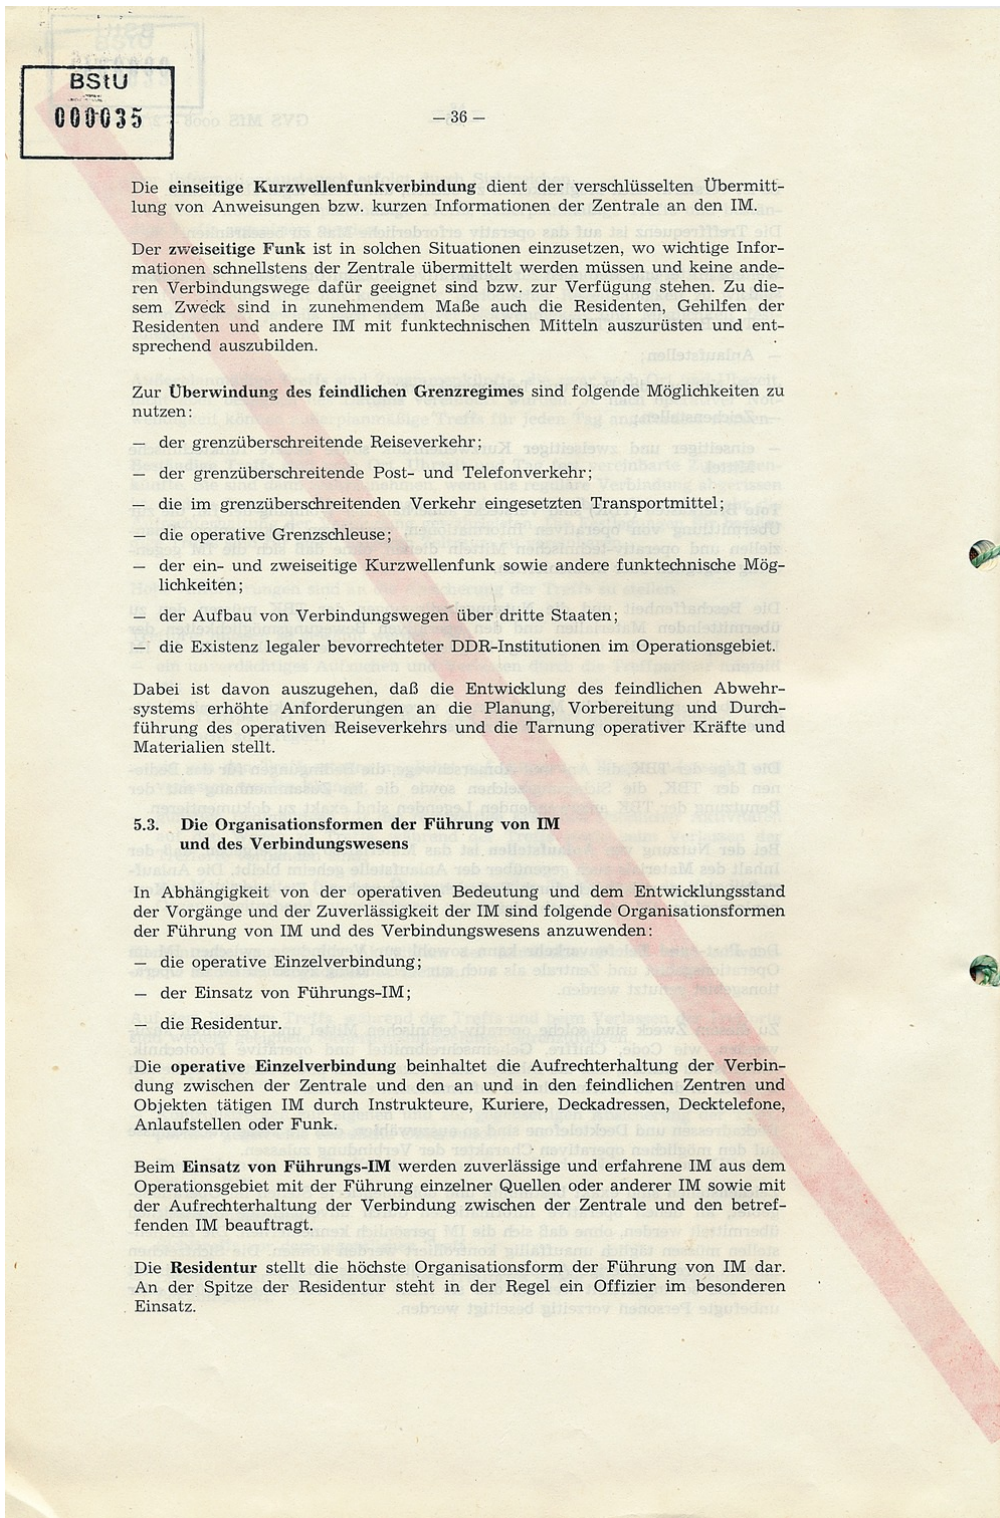 BStU
000035
— 36 —
Die einseitige Kurzwellenfunkverbindung dient der verschlüsselten Übermitt-
lung von Anweisungen bzw. kurzen Informationen der Zentrale an den IM.
Der zweiseitige Funk ist in solchen Situationen einzusetzen, wo wichtige Infor-
mationen schnellstens der Zentrale übermittelt werden müssen und keine ande-
ren Verbindungswege dafür geeignet sind bzw. zur Verfügung stehen. Zu die-
sem Zweck sind in zunehmendem Maße auch die Residenten, Gehilfen der
Residenten und andere IM mit funktechnischen Mitteln auszurüsten und ent-
sprechend auszubilden.
Zur Überwindung des feindlichen Grenzregimes sind folgende Möglichkeiten zu
nutzen:
— der grenzüberschreitende Reiseverkehr;
— der grenzüberschreitende Post- und Telefonverkehr;
— die im grenzüberschreitenden Verkehr eingesetzten Transportmittel;
— die operative Grenzschleuse;
— der ein- und zweiseitige Kurzwellenfunk sowie andere funktechnische Mög-
lichkeiten;
— der Aufbau von Verbindungswegen über dritte Staaten;
— die Existenz legaler bevorrechteter DDR-Institutionen im Operationsgebiet.
Dabei ist davon auszugehen, daß die Entwicklung des feindlichen Abwehr-
systems erhöhte Anforderungen an die Planung, Vorbereitung und Durch-
führung des operativen Reiseverkehrs und die Tarnung operativer Kräfte und
Materialien stellt.
5.3. Die Organisationsformen der Führung von IM
und des Verbindungswesens
In Abhängigkeit von der operativen Bedeutung und dem Entwicklungsstand
der Vorgänge und der Zuverlässigkeit der IM sind folgende Organisationsformen
der Führung von IM und des Verbindungswesens anzuwenden:
— die operative Einzelverbindung;
— der Einsatz von Führungs-IM;
— die Residentur.
Die operative Einzelverbindung beinhaltet die Aufrechterhaltung der Verbin-
dung zwischen der Zentrale und den an und in den feindlichen Zentren und
Objekten tätigen IM durch Instrukteure, Kuriere, Deckadressen, Decktelefone,
Anlaufstellen oder Funk.
Beim Einsatz von Führungs-IM werden zuverlässige und erfahrene IM aus dem
Operationsgebiet mit der Führung einzelner Quellen oder anderer IM sowie mit
der Aufrechterhaltung der Verbindung zwischen der Zentrale und den betref-
fenden IM beauftragt.
Die Residentur stellt die höchste Organisationsform der Führung von IM dar.
An der Spitze der Residentur steht in der Regel ein Offizier im besonderen
Einsatz.